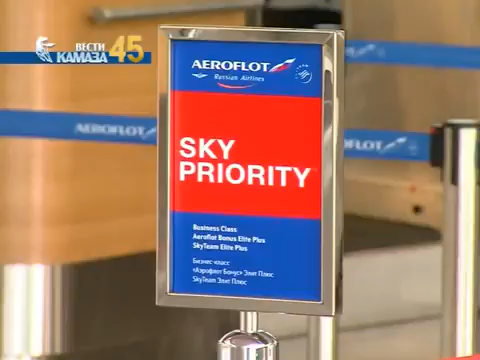 ВЕСТИ
КАМАЗА 45
AEROFLOT
Russian Airlines
AEROFLOT
AEROFLOT
SKY
PRIORITY
Business Class
Aeroflot Bonus Elite Plus
SkyTeam Elite Plus
Бизнес-класс
«Аэрофлот Бонус» Элит Плюс
SkyTeam Элит Плюс